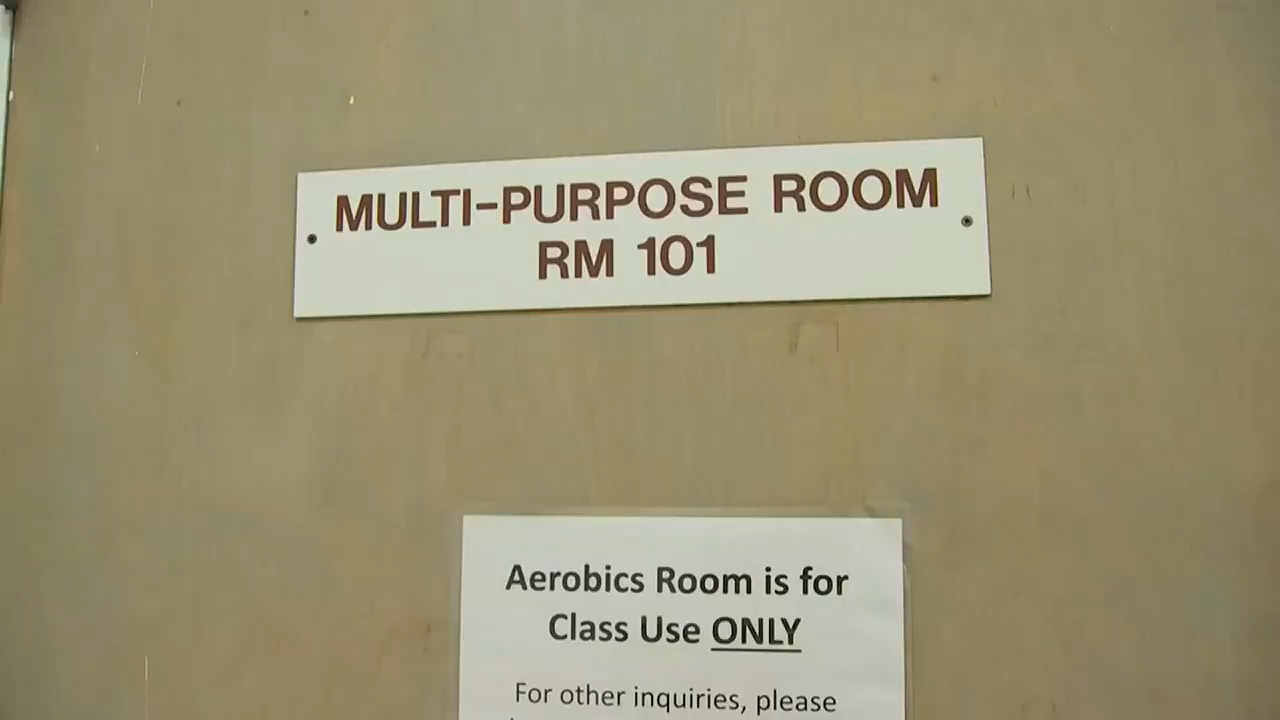 MULTI-PURPOSE ROOM
RM 101
Aerobics Room is for
Class Use ONLY
For other inquiries, please